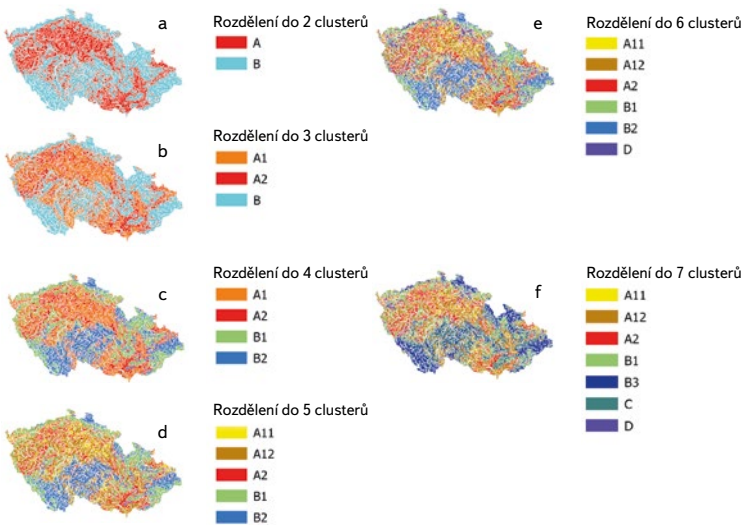 a
Rozdělení do 2 clusterů
A
B
b
Rozdělení do 3 clusterů
A1
A2
B
c
Rozdělení do 4 clusterů
A1
A2
B1
B2
d
Rozdělení do 5 clusterů
A11
A12
A2
B1
B2
e
Rozdělení do 6 clusterů
A11
A12
A2
B1
B2
D
f
Rozdělení do 7 clusterů
A11
A12
A2
B1
B3
C
D